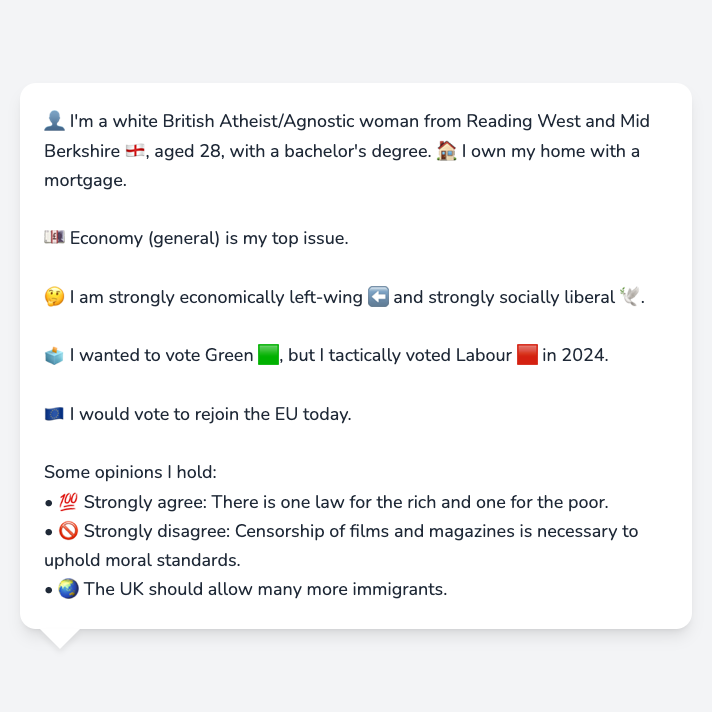 👤 I'm a white British Atheist/Agnostic woman from Reading West and Mid
Berkshire 🏴󠁧󠁢󠁥󠁮󠁧󠁿, aged 28, with a bachelor's degree. 🏠 I own my home with a
mortgage.
💷 Economy (general) is my top issue.
🤔 I am strongly economically left-wing ⬅️ and strongly socially liberal 🕊️.
🗳️ I wanted to vote Green 🟩, but I tactically voted Labour 🟥 in 2024.
🇪🇺 I would vote to rejoin the EU today.
Some opinions I hold:
• 💯 Strongly agree: There is one law for the rich and one for the poor.
• 🚫 Strongly disagree: Censorship of films and magazines is necessary to
uphold moral standards.
• 🌏 The UK should allow many more immigrants.